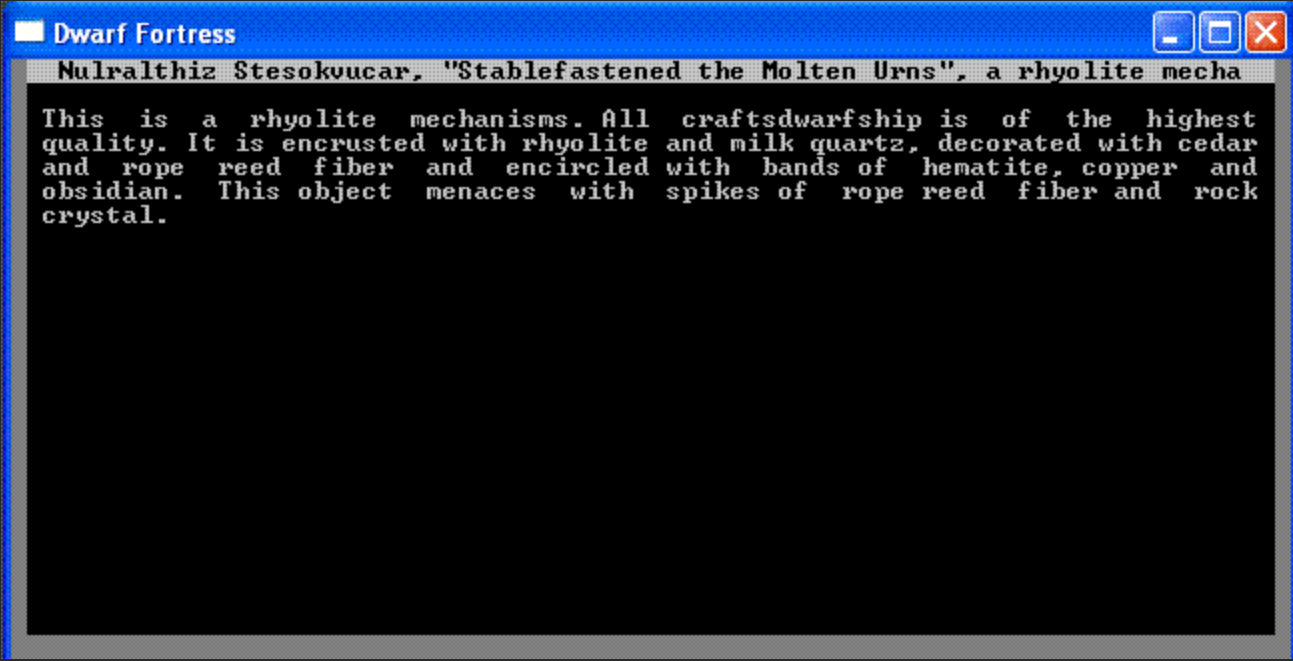 Dwarf Fortress
Nulralthiz Stesokvucar, "Stablefastened the Molten Urns", a rhyolite mecha
This is a rhyolite mechanisms. All craftsdwarfship is of the highest
quality. It is encrusted with rhyolite and milk quartz, decorated with cedar
and rope reed fiber and encircled with bands of hematite, copper and
obsidian. This object menaces with spikes of rope reed fiber and rock
crystal.